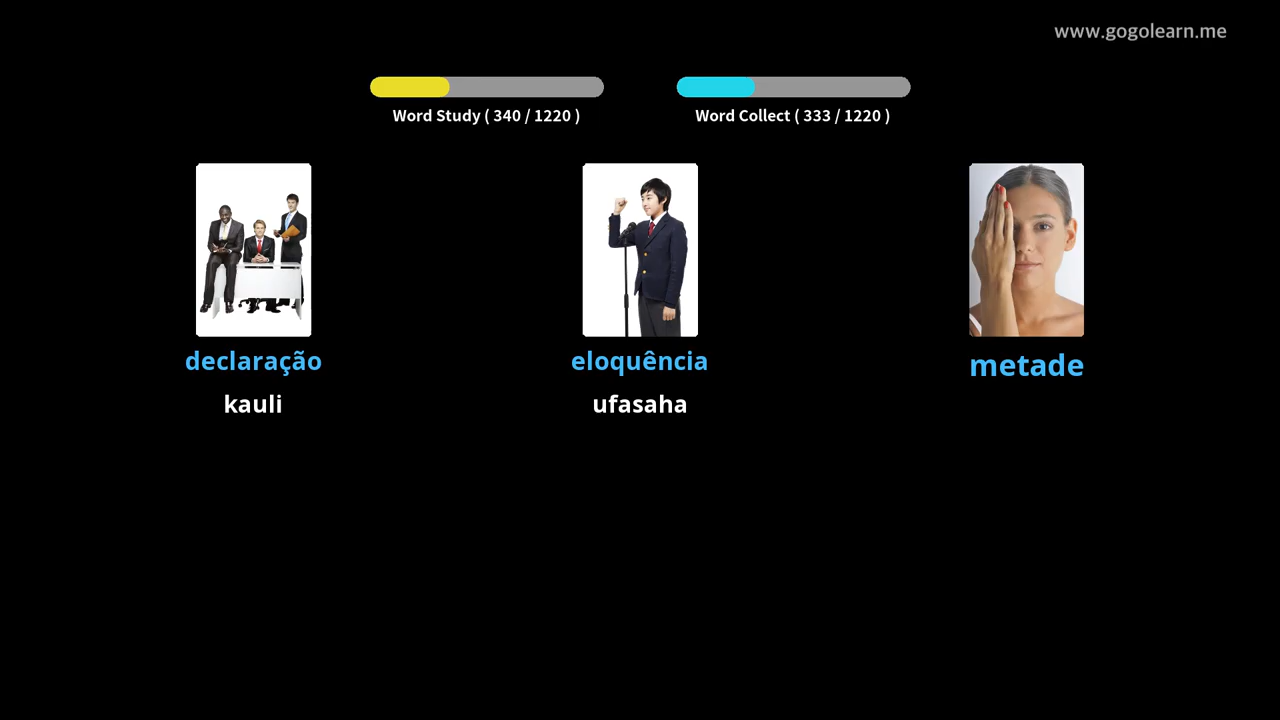 www.gogolearn.me
Word Study ( 340 / 1220 )
Word Collect ( 333 / 1220 )
declaração
kauli
eloquência
ufasaha
metade